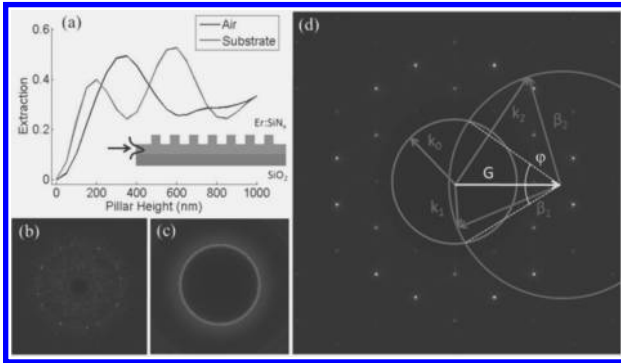 (a)
Air
Substrate
Extraction
0.6
0.4
0.2
0
Er:SiNₓ
SiO₂
0 200 400 600 800 1000
Pillar Height (nm)
(b)
(c)
(d)
k₀
k₂
β₂
G
φ
k₁
β₁